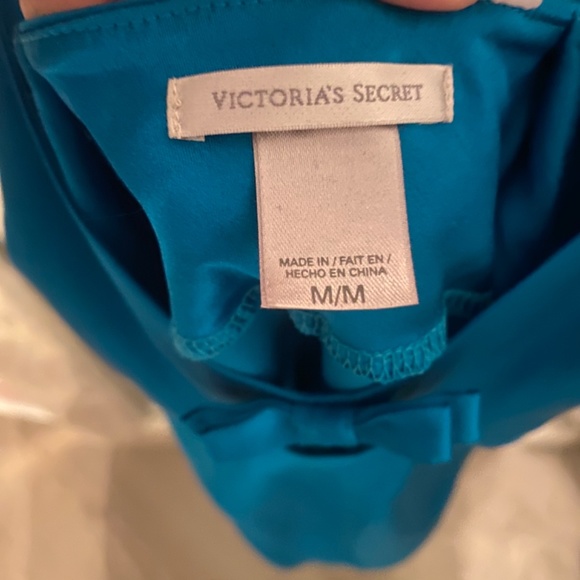 VICTORIA'S SECRET
MADE IN / FAIT EN /
HECHO EN CHINA
M/M